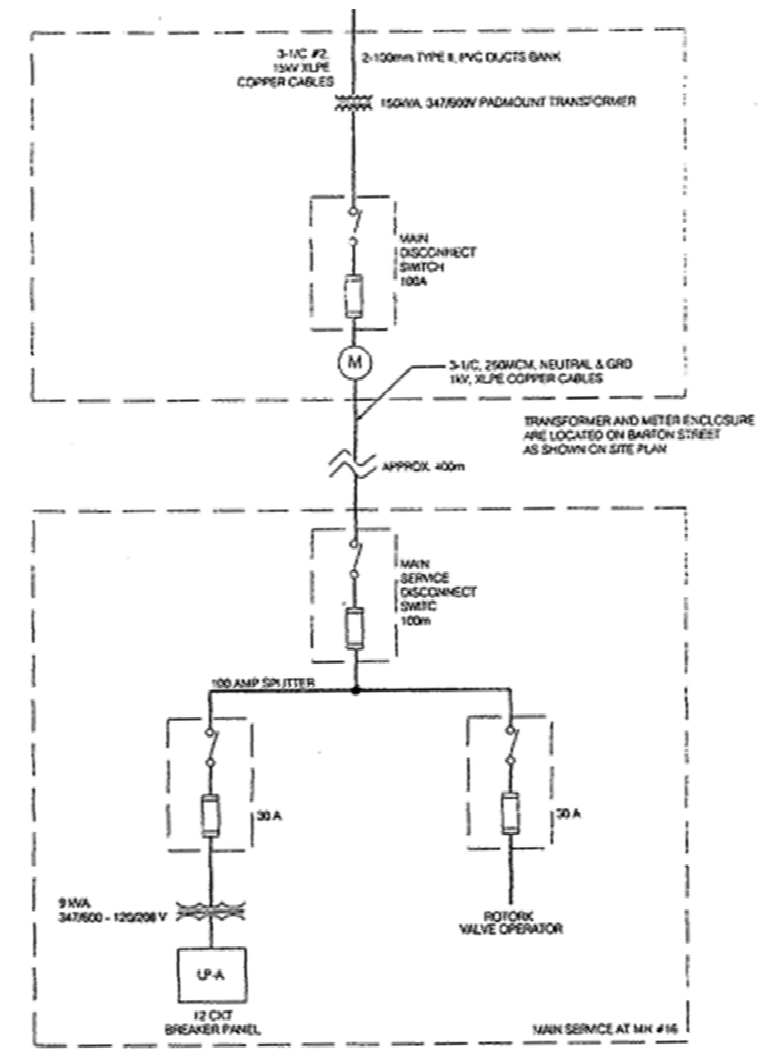 3-1/C #2,
15kV XLPE
COPPER CABLES
2-100mm TYPE II, PVC DUCTS BANK
150kVA, 347/600V PADMOUNT TRANSFORMER
MAIN
DISCONNECT
SWITCH
100A
M
3-1/C, 250MCM, NEUTRAL & GRD
1kV, XLPE COPPER CABLES
TRANSFORMER AND METER ENCLOSURE
ARE LOCATED ON BARTON STREET
AS SHOWN ON SITE PLAN
APPROX. 400m
MAIN
SERVICE
DISCONNECT
SWITC
100m
100 AMP SPLITTER
30 A
A
9 kVA
347/600 - 120/208 V
LP-A
12 CKT
BREAKER PANEL
ROTORK
VALVE OPERATOR
MAIN SERVICE AT MH #16